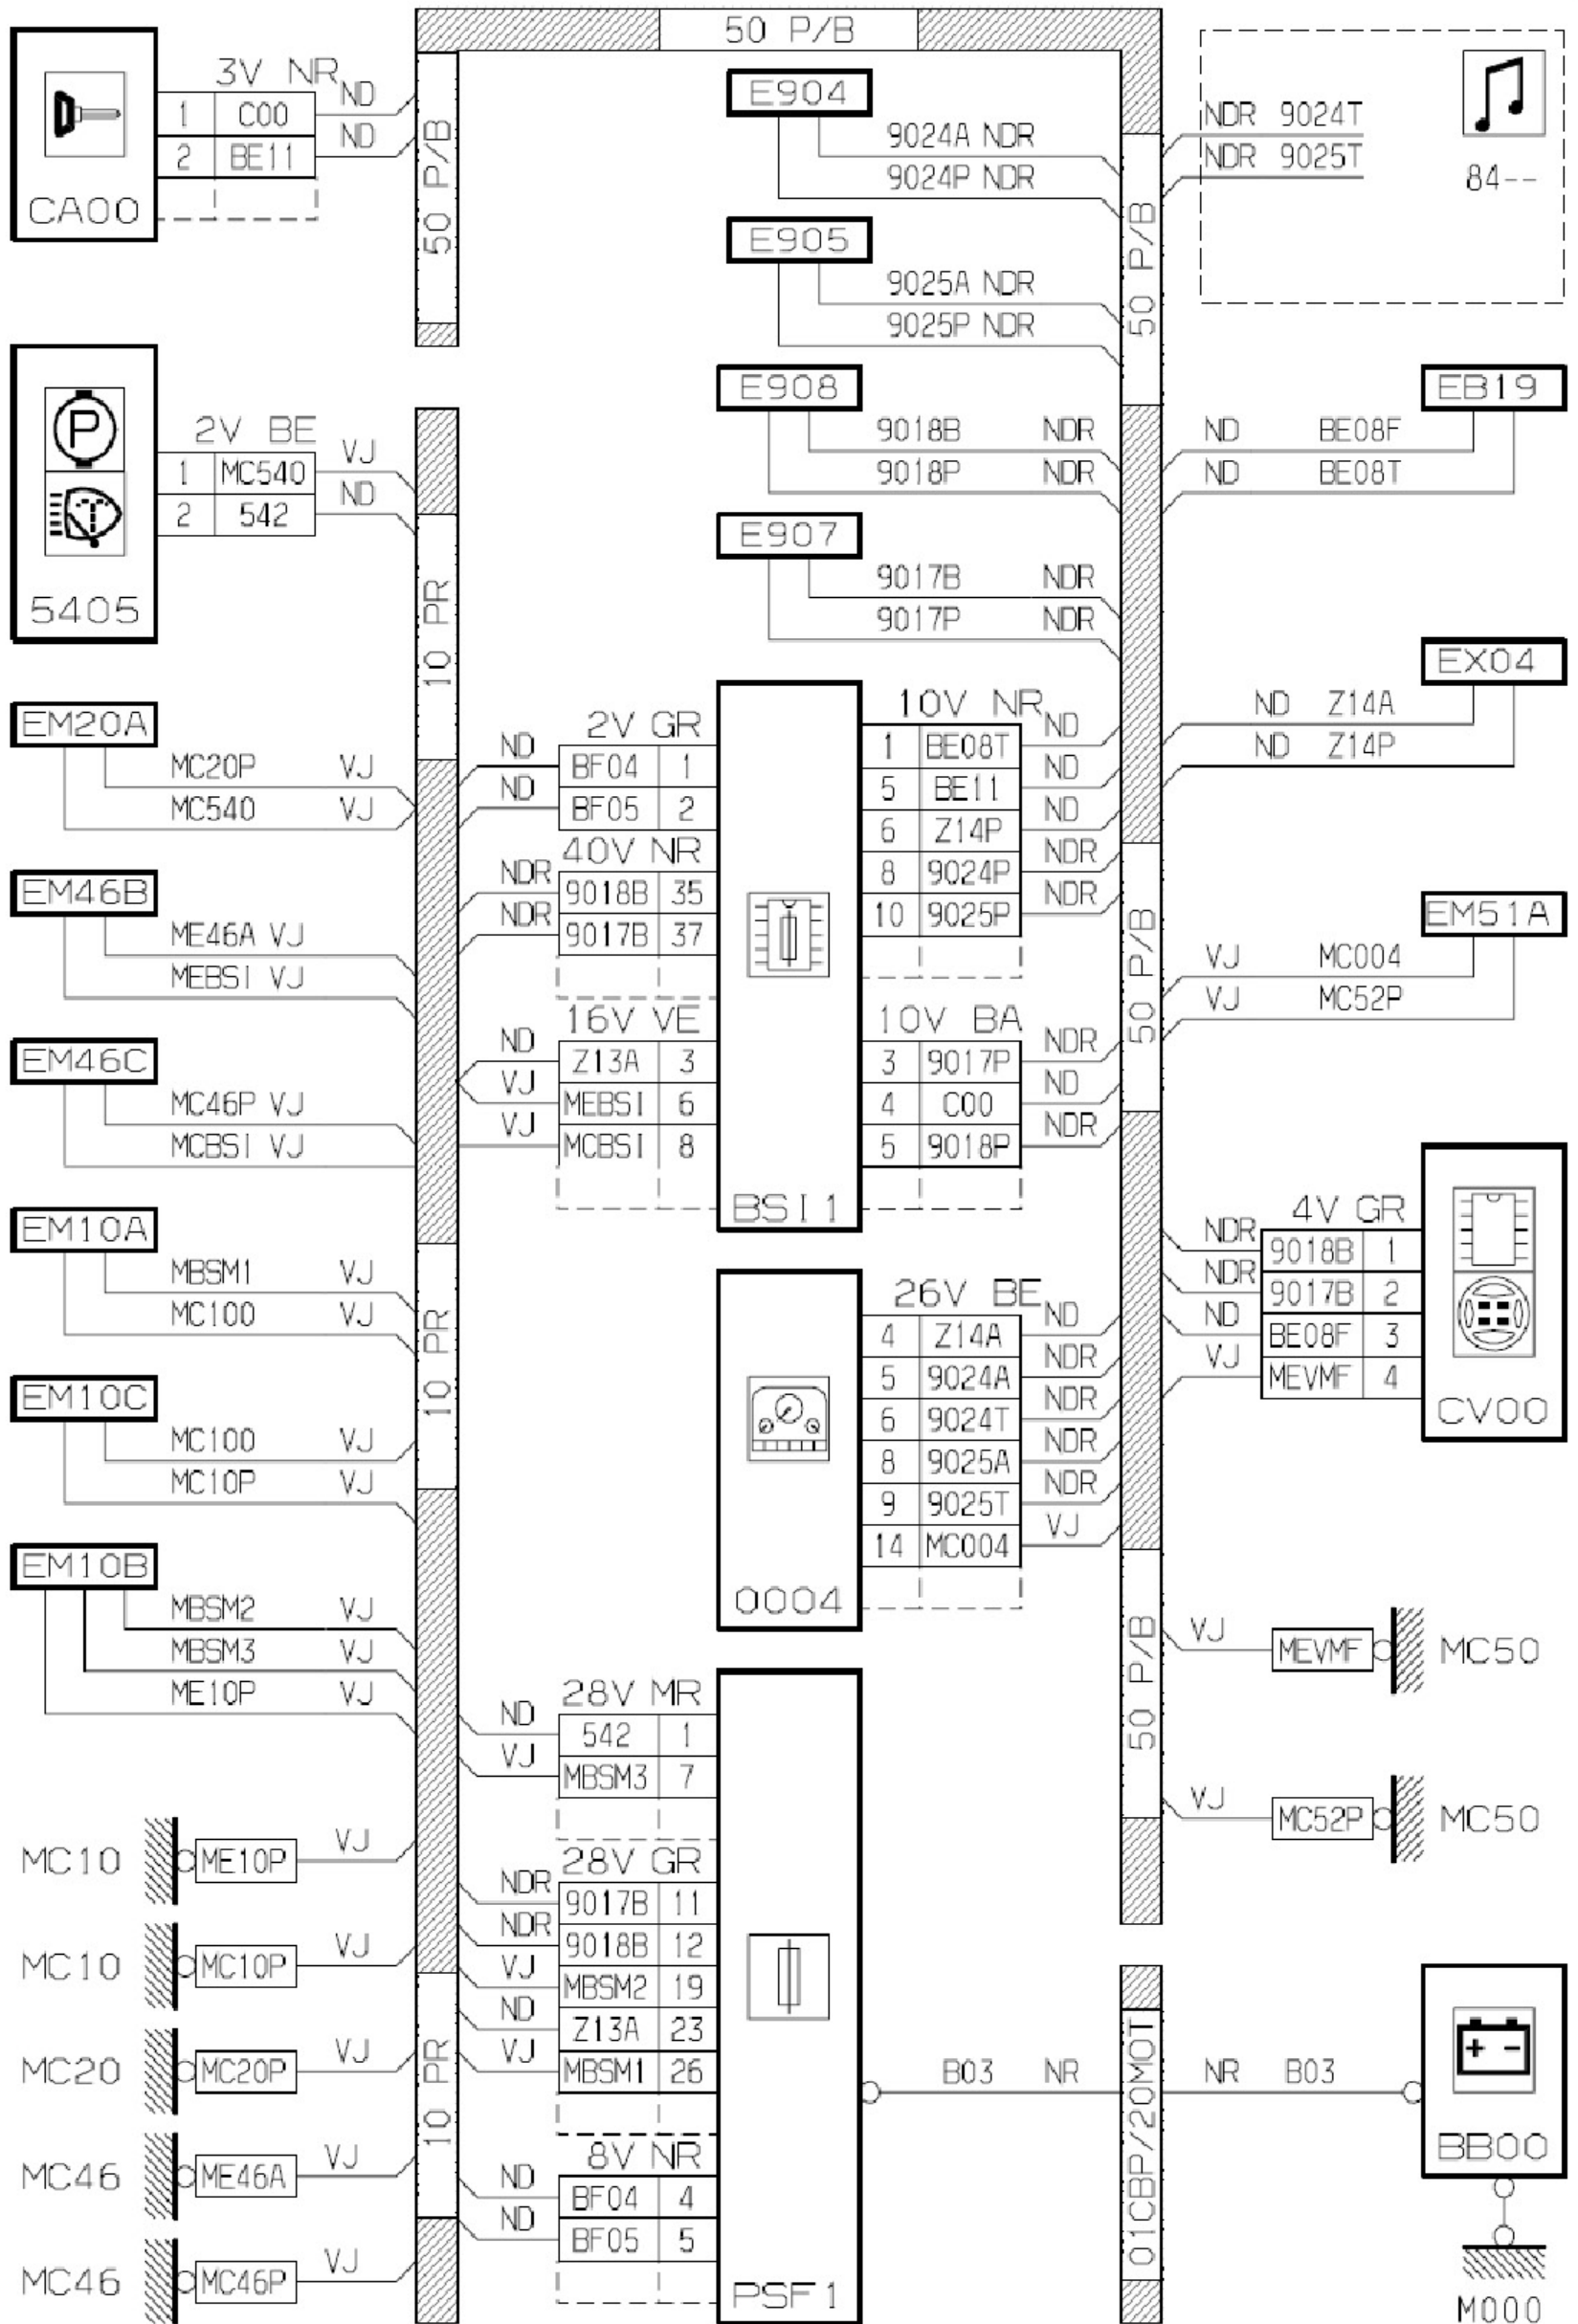 50 P/B
3V NR
1 C00 ND
2 BE11 ND
CA00
50 P/B
E904
9024A NDR
9024P NDR
E905
9025A NDR
9025P NDR
50 P/B
NDR 9024T
NDR 9025T
84--
P
2V BE
1 MC540 VJ
2 542 ND
5405
10 PR
E908
9018B NDR
9018P NDR
E907
9017B NDR
9017P NDR
EB19
ND BE08F
ND BE08T
EX04
ND Z14A
ND Z14P
EM20A
MC20P VJ
MC540 VJ
EM46B
ME46A VJ
MEBSI VJ
EM46C
MC46P VJ
MCBSI VJ
EM10A
MBSM1 VJ
MC100 VJ
10 PR
EM10C
MC100 VJ
MC10P VJ
EM10B
MBSM2 VJ
MBSM3 VJ
ME10P VJ
2V GR
ND BF04 1
ND BF05 2
40V NR
NDR 9018B 35
NDR 9017B 37
16V VE
ND Z13A 3
VJ MEBSI 6
VJ MCBSI 8
BSI1
10V NR
1 BE08T ND
5 BE11 ND
6 Z14P ND
8 9024P NDR
10 9025P NDR
10V BA
3 9017P NDR
4 C00 ND
5 9018P NDR
50 P/B
EM51A
VJ MC004
VJ MC52P
26V BE
4 Z14A ND
5 9024A NDR
6 9024T NDR
8 9025A NDR
9 9025T NDR
14 MC004 VJ
0004
4V GR
NDR 9018B 1
NDR 9017B 2
ND BE08F 3
VJ MEVMF 4
CV00
50 P/B
VJ MEVMF MC50
VJ MC52P MC50
28V MR
ND 542 1
VJ MBSM3 7
28V GR
NDR 9017B 11
NDR 9018B 12
VJ MBSM2 19
ND Z13A 23
VJ MBSM1 26
8V NR
ND BF04 4
ND BF05 5
PSF1
MC10 ME10P VJ
MC10 MC10P VJ
MC20 MC20P VJ
MC46 ME46A VJ
MC46 MC46P VJ
10 PR
B03 NR
01CBP/20MOT
NR B03
+ -
BB00
M000